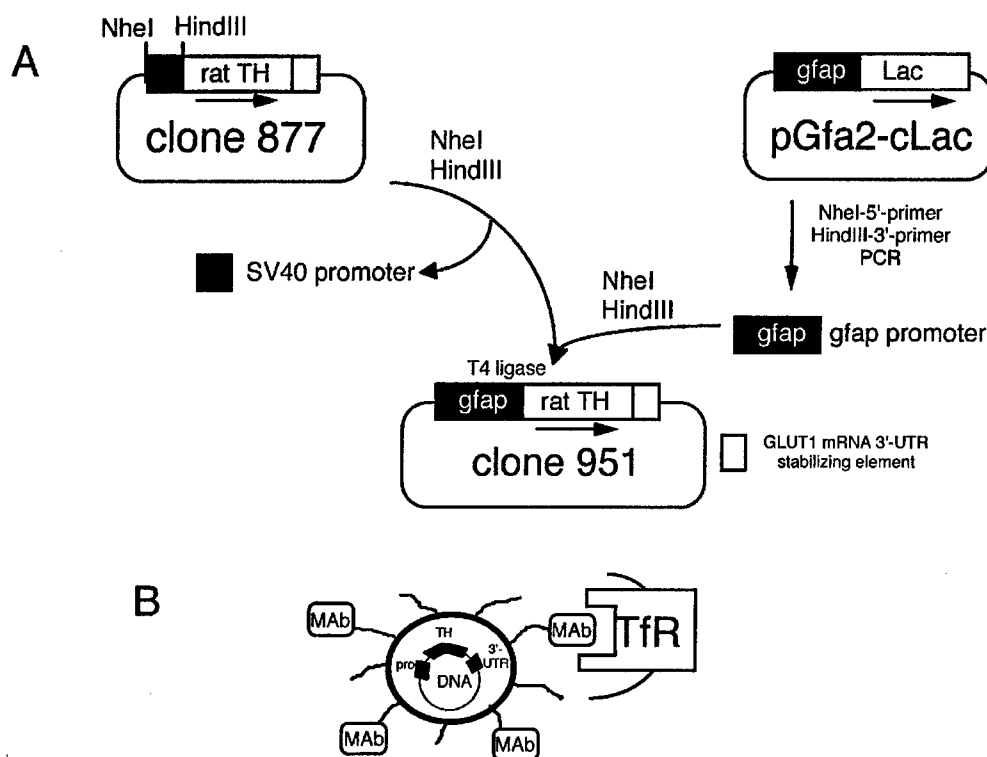 A
NheI HindIII
rat TH
clone 877
gfap Lac
pGfa2-cLac
NheI
HindIII
NheI-5'-primer
HindIII-3'-primer
PCR
SV40 promoter
NheI
HindIII
gfap gfap promoter
T4 ligase
gfap rat TH
clone 951
GLUT1 mRNA 3'-UTR
stabilizing element
B
MAb
TH
pro
3'-
UTR
DNA
MAb
TfR
MAb
MAb